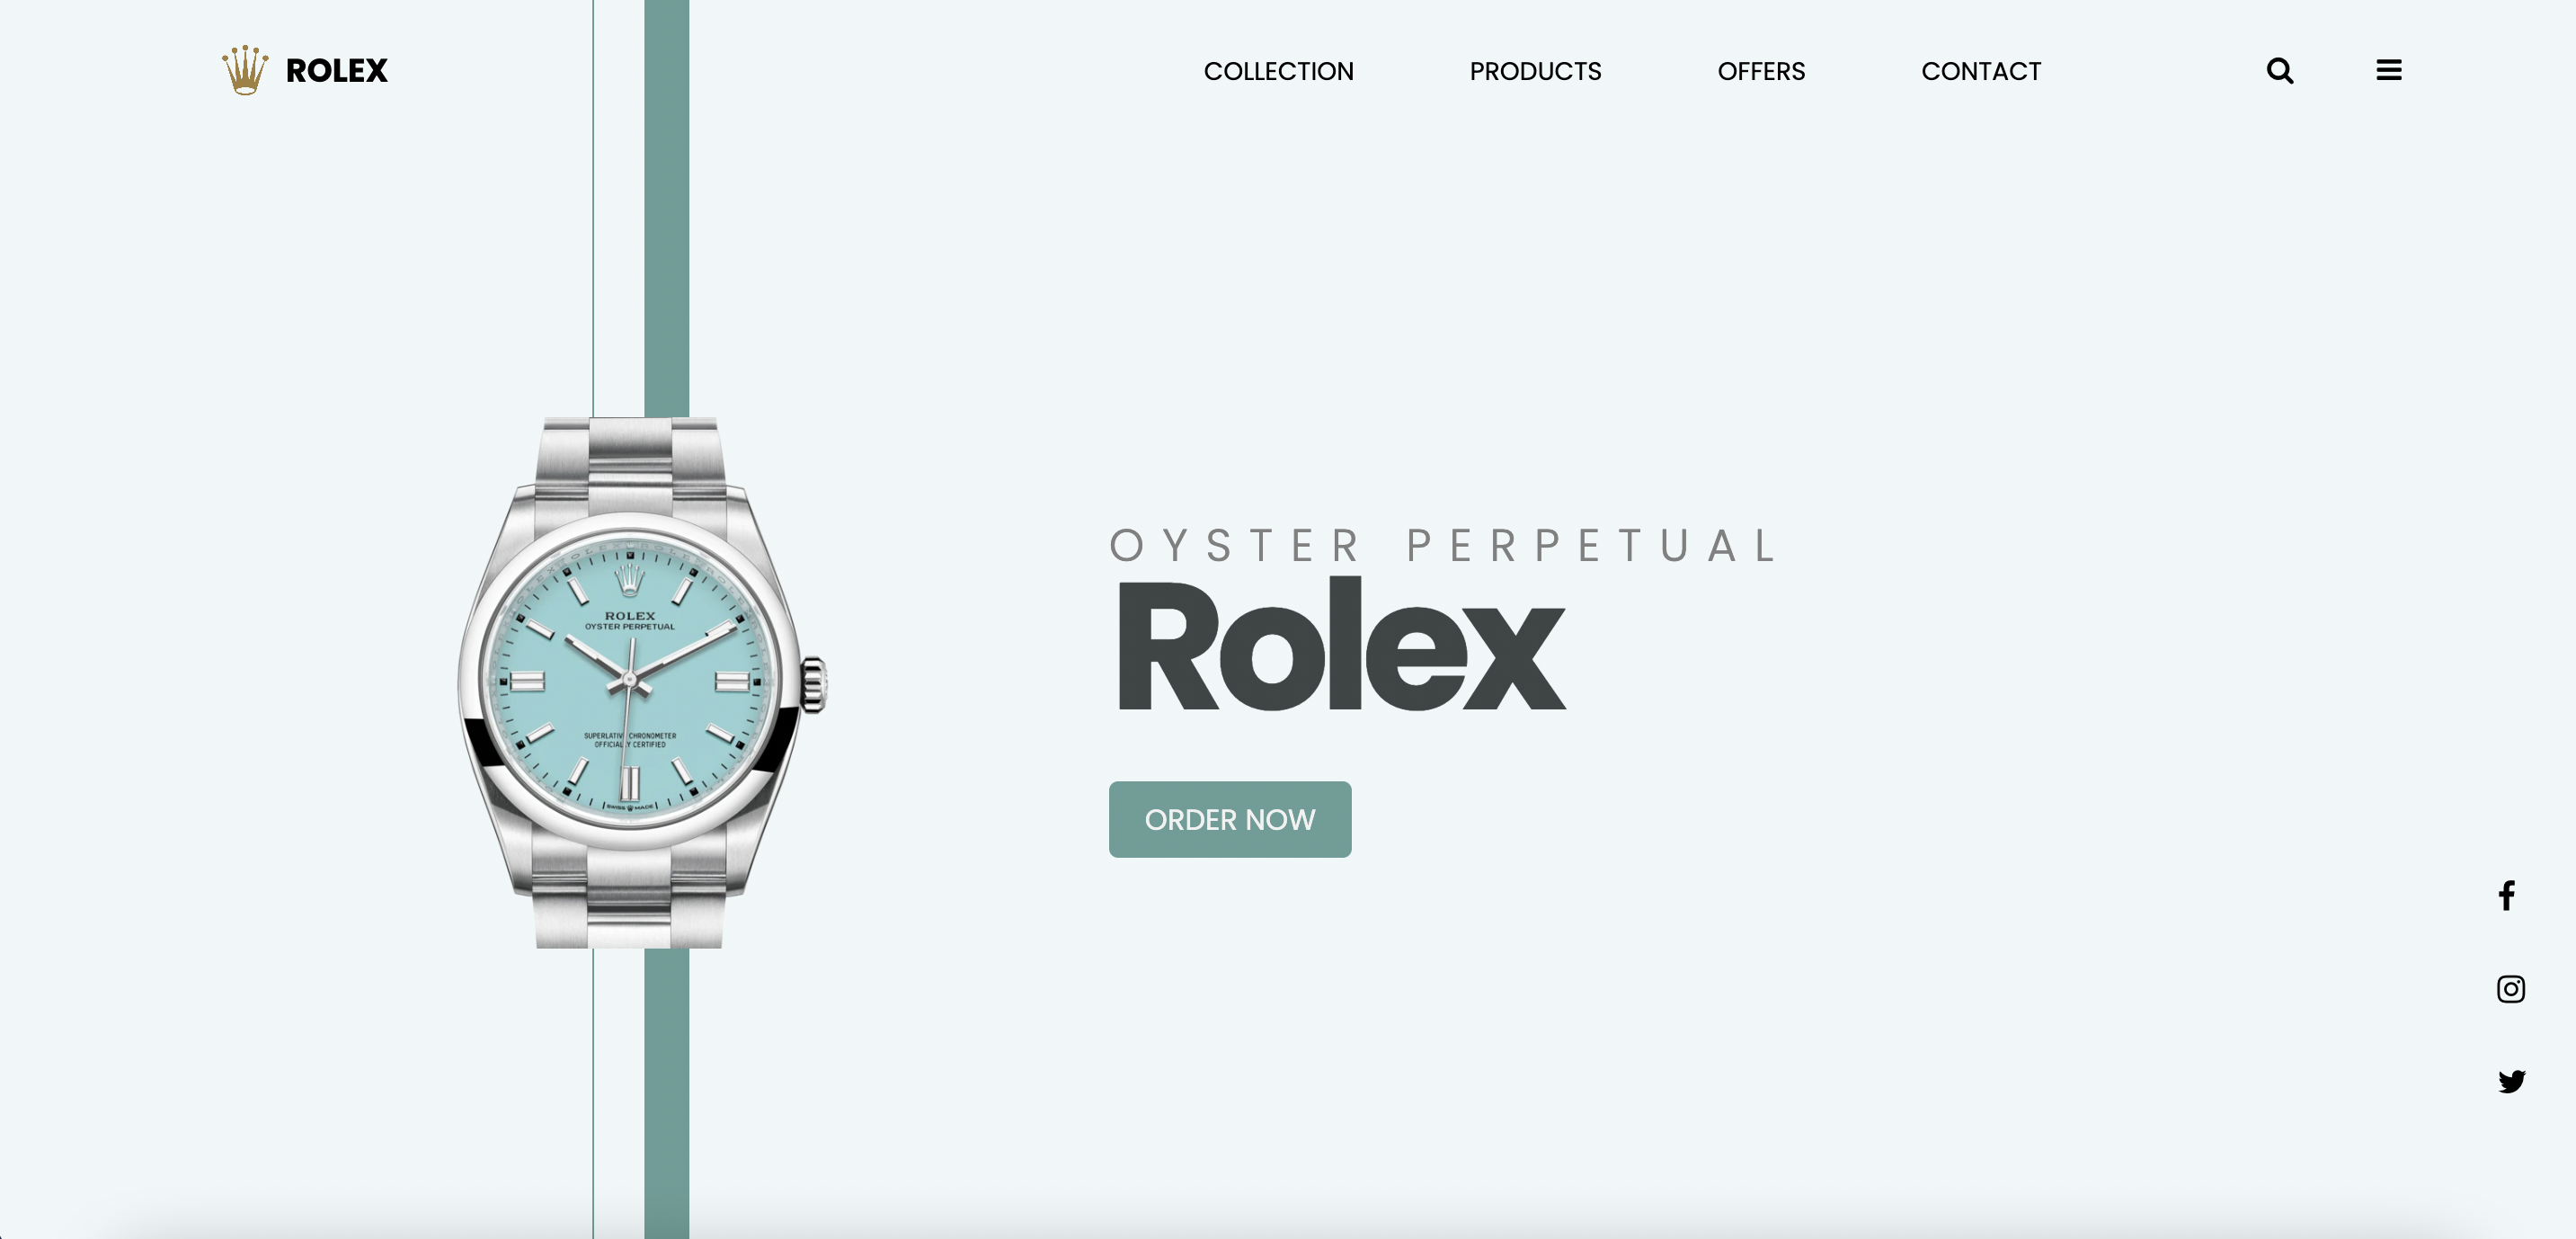 ROLEX
COLLECTION
PRODUCTS
OFFERS
CONTACT
ROLEX
OYSTER PERPETUAL
SUPERLATIVE CHRONOMETER
OFFICIALLY CERTIFIED
SWISS MADE
OYSTER PERPETUAL
Rolex
ORDER NOW